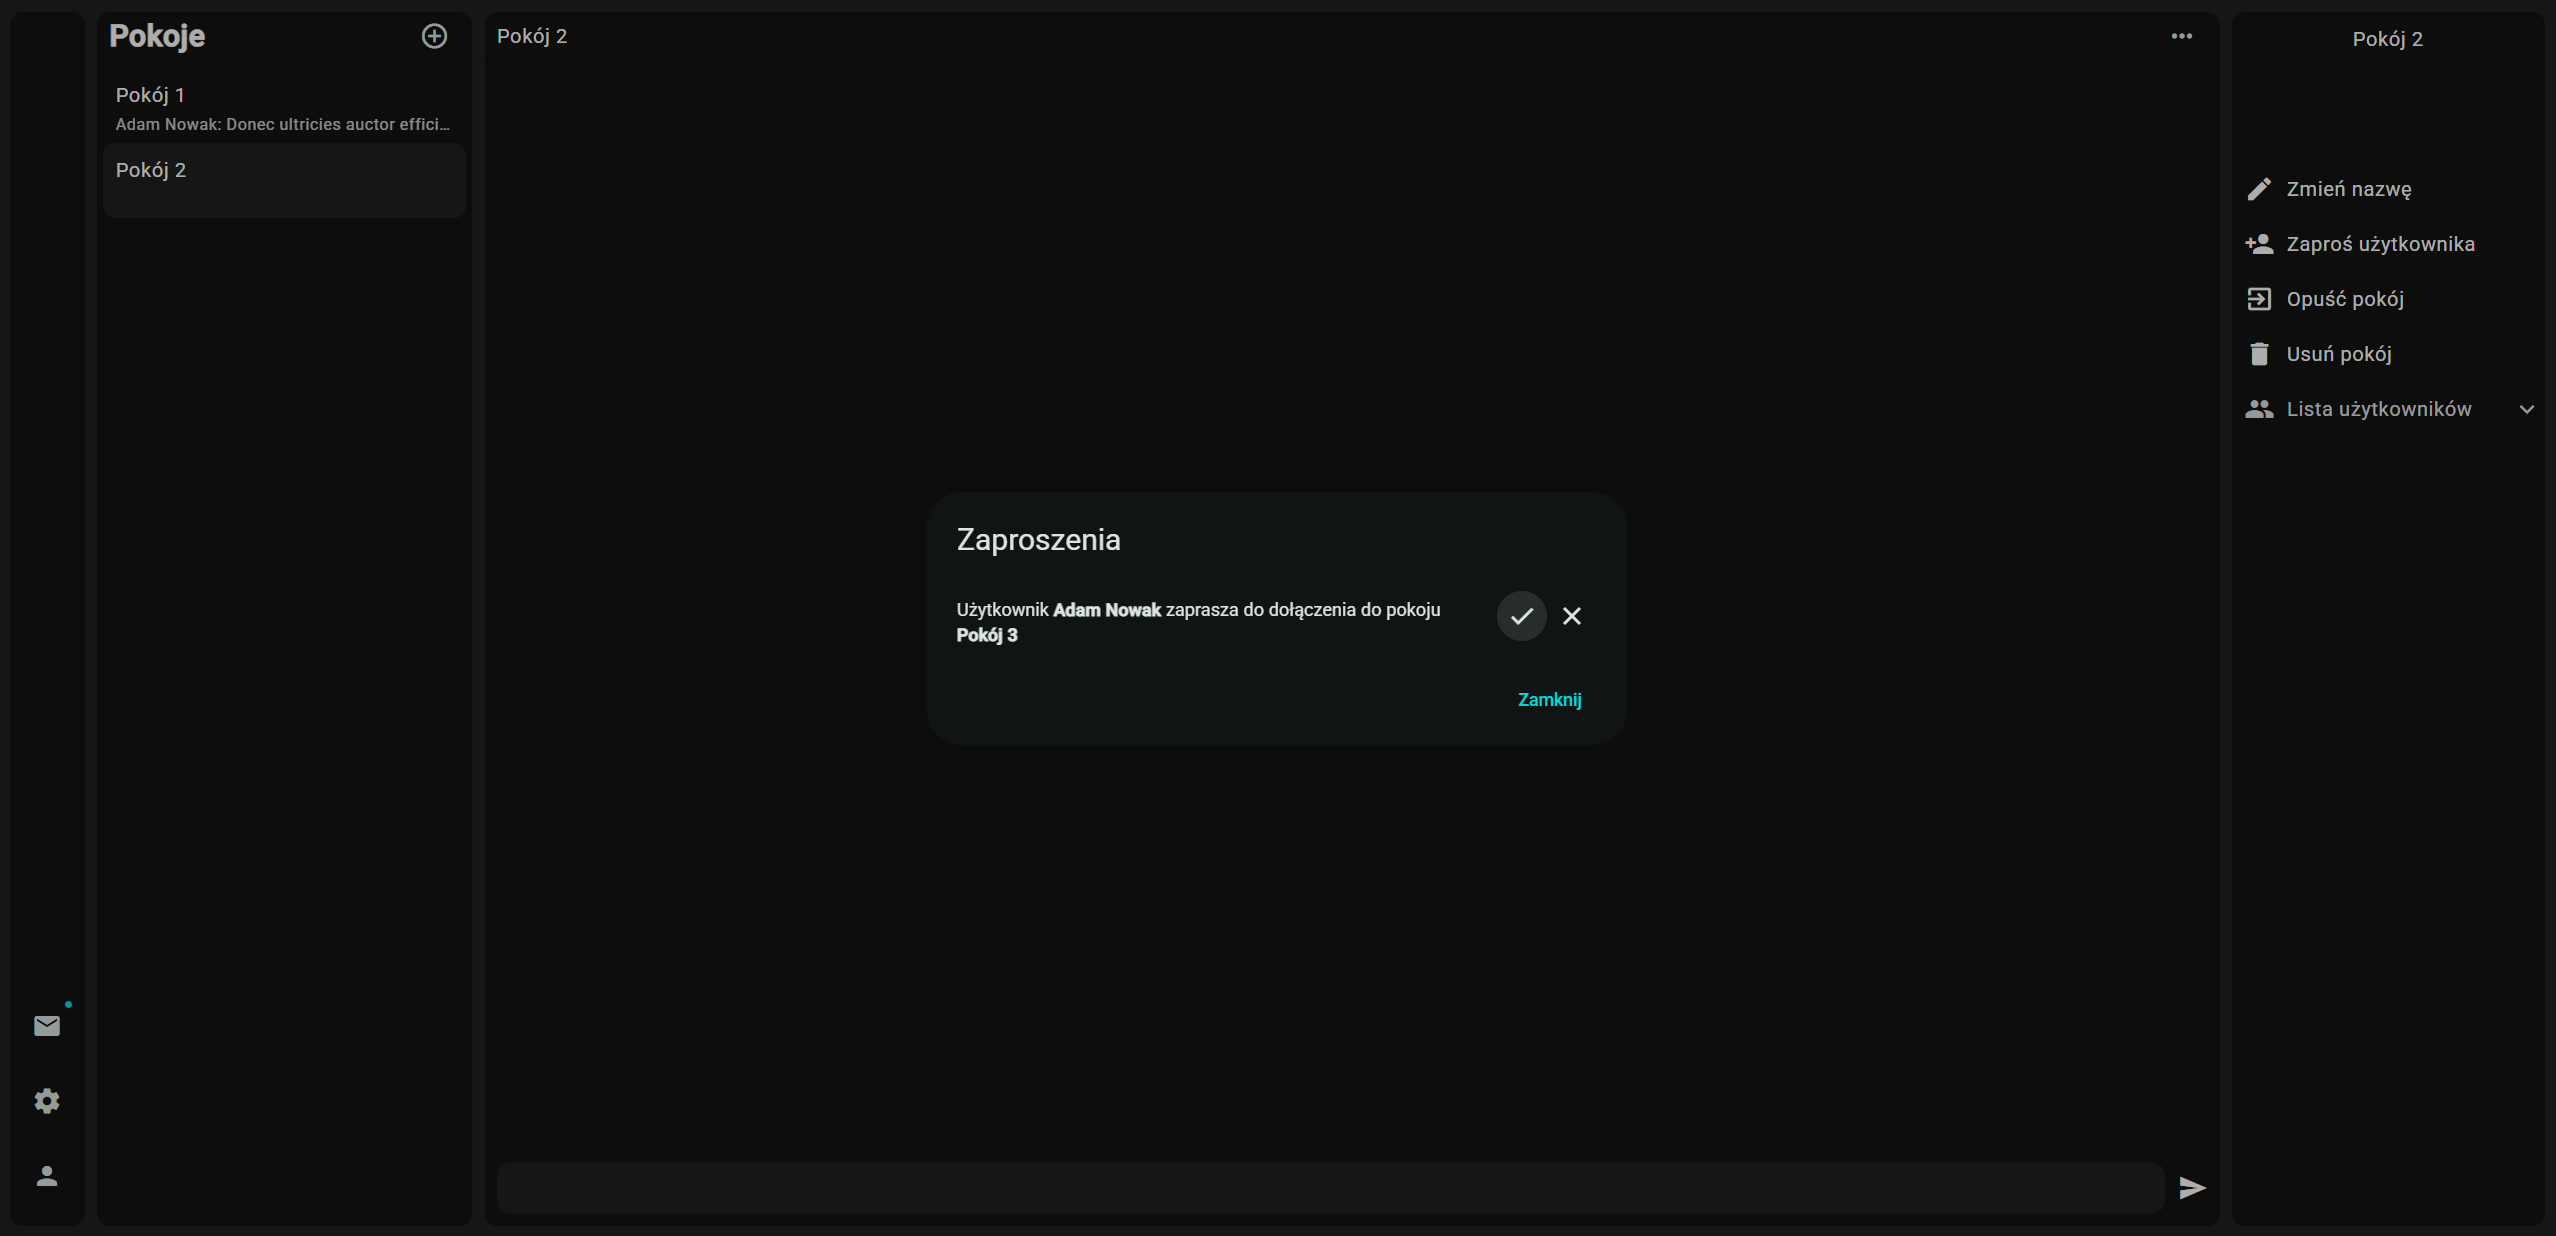 Pokoje
Pokój 1
Adam Nowak: Donec ultricies auctor effici...
Pokój 2
Pokój 2
Zaproszenia
Użytkownik Adam Nowak zaprasza do dołączenia do pokoju
Pokój 3
Zamknij
Pokój 2
Zmień nazwę
Zaproś użytkownika
Opuść pokój
Usuń pokój
Lista użytkowników